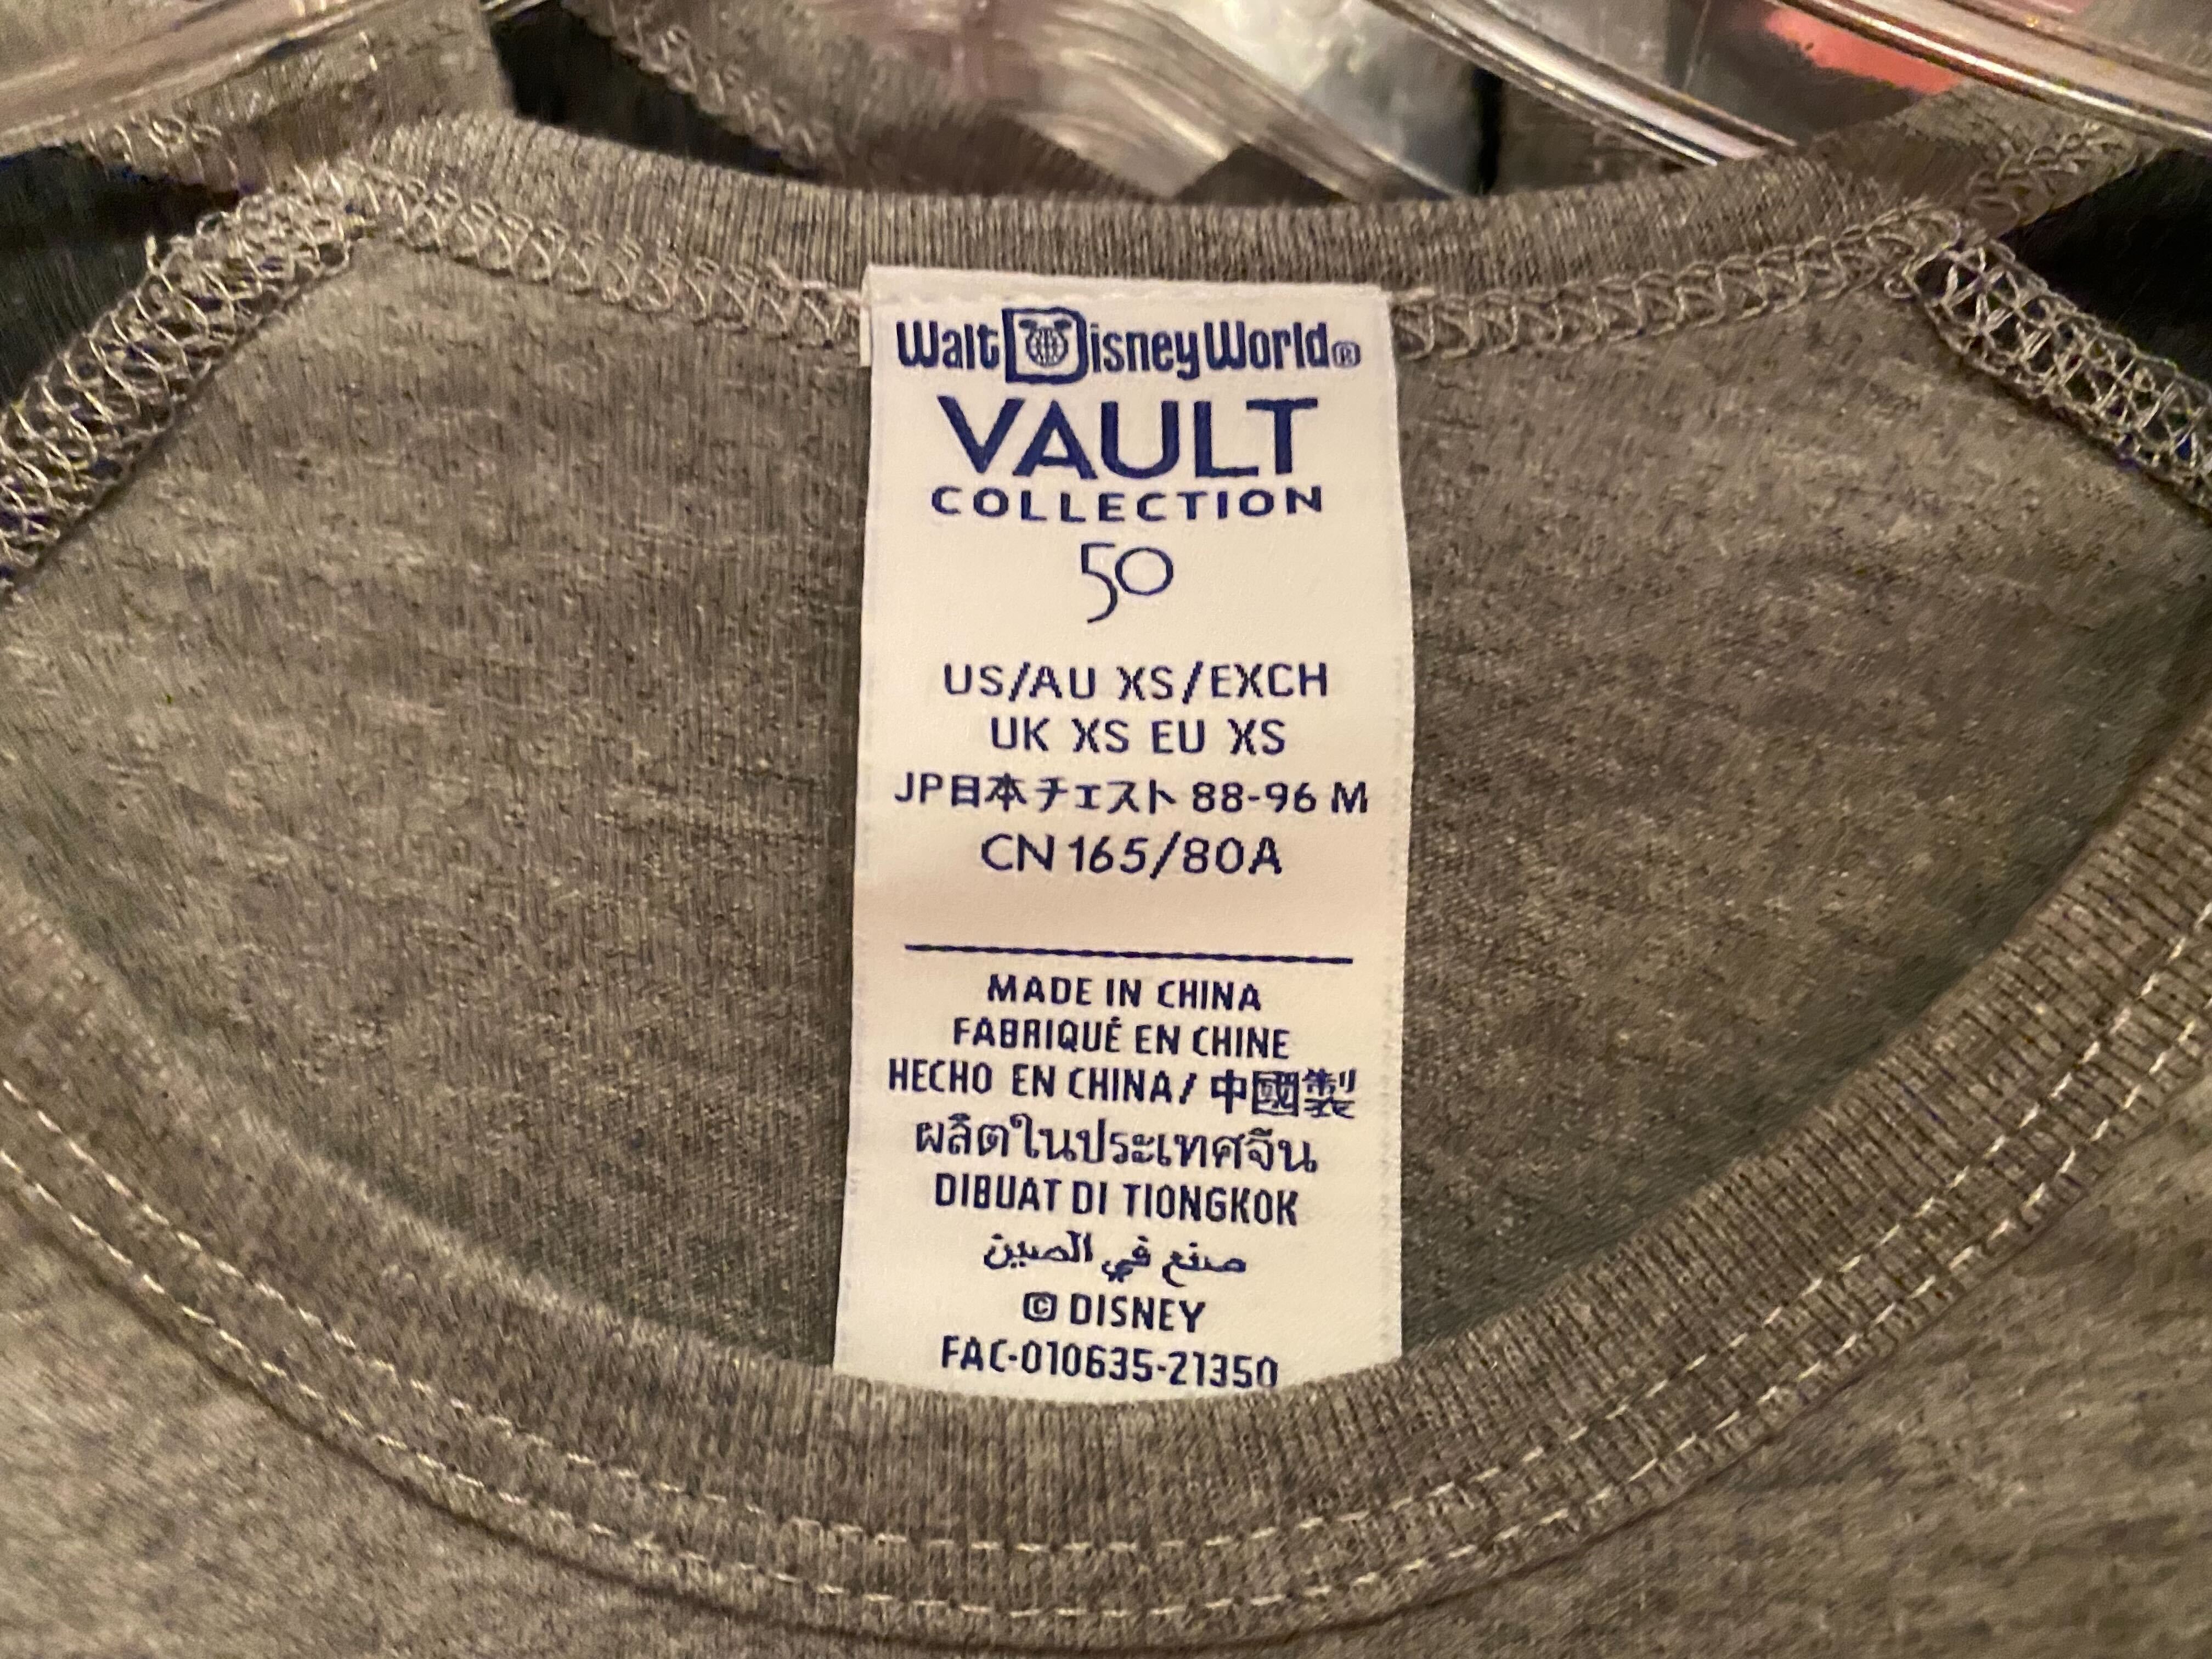 Walt Disney World®
VAULT
COLLECTION
50
US/AU XS/EXCH
UK XS EU XS
JP日本チェスト 88-96 M
CN 165/80A
MADE IN CHINA
FABRIQUÉ EN CHINE
HECHO EN CHINA / 中國製
ผลิตในประเทศจีน
DIBUAT DI TIONGKOK
صنع في الصين
© DISNEY
FAC-010635-21350